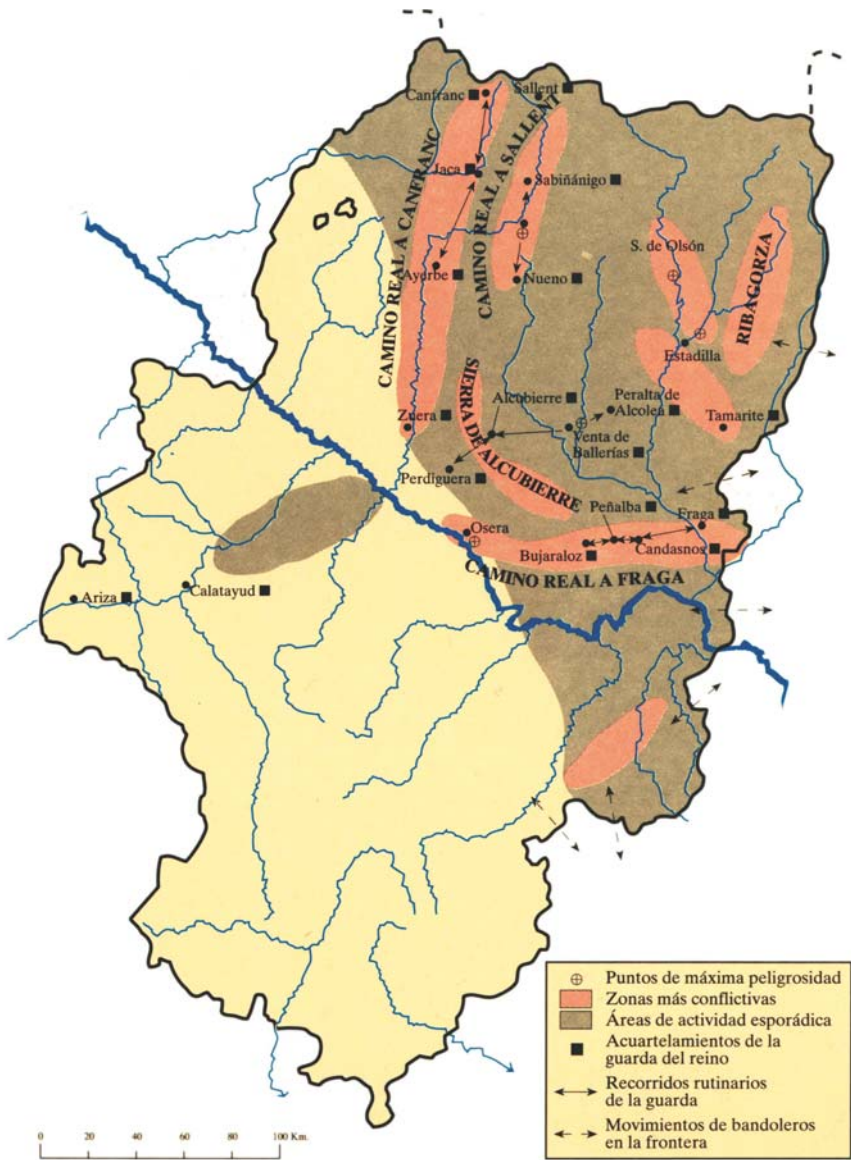 Canfranc
Sallent
CAMINO REAL A CANFRANC
CAMINO REAL A SALLENT
Jaca
Sabiñánigo
S. de Olsón
Ayerbe
Nueno
RIBAGORZA
Estadilla
SIERRA DE ALCUBIERRE
Alcubierre
Peralta de
Alcolea
Zuera
Tamarite
Venta de
Ballerías
Perdiguera
Peñalba
Fraga
Osera
Bujaraloz
Candasnos
CAMINO REAL A FRAGA
Ariza
Calatayud
Puntos de máxima peligrosidad
Zonas más conflictivas
Áreas de actividad esporádica
Acuartelamientos de la
guarda del reino
Recorridos rutinarios
de la guarda
Movimientos de bandoleros
en la frontera
0 20 40 60 80 100 Km.